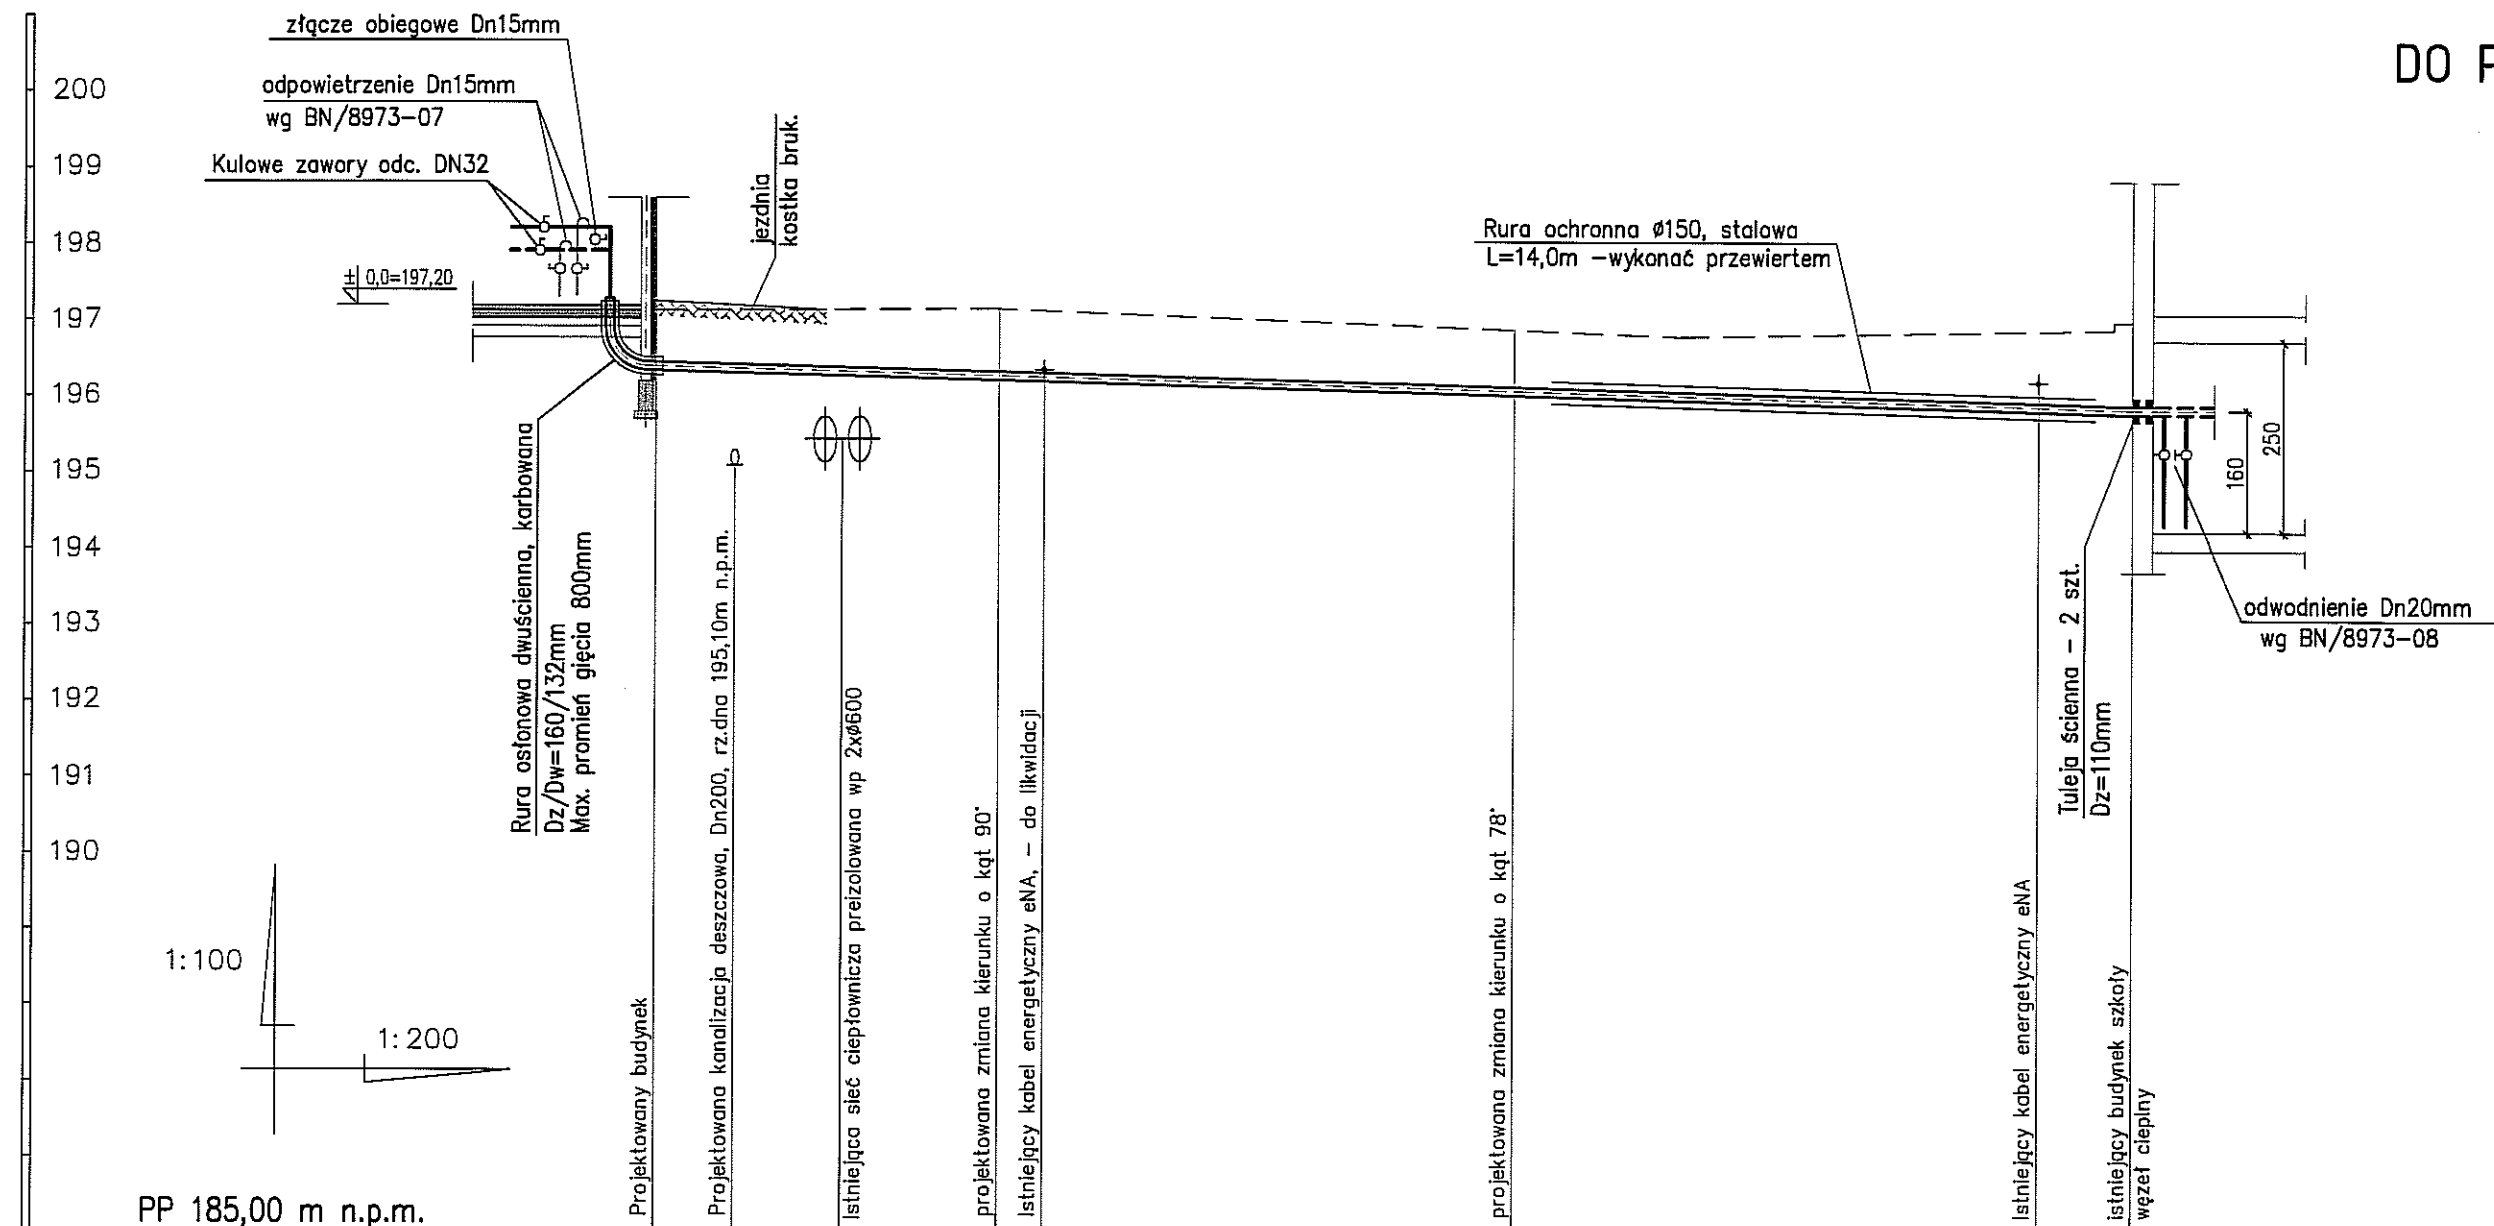 złącze obiegowe Dn15mm
odpowietrzenie Dn15mm
wg BN/8973-07
Kulowe zawory odc. DN32
DO
200
199
198
197
196
195
194
193
192
191
190
± 0,0=197,20
jezdnia
kostka bruk.
Rura ochronna ø150, stalowa
L=14,0m -wykonać przewiertem
Rura osłonowa dwuścienna, karbowana
Dz/Dw=160/132mm
Max. promień gięcia 800mm
160
250
Tuleja ścienna - 2 szt.
Dz=110mm
odwodnienie Dn20mm
wg BN/8973-08
1:100
1:200
Projektowany budynek
Projektowana kanalizacja deszczowa, Dn200, rz.dna 195,10m n.p.m.
Istniejąca sieć ciepłownicza preizolowana wp 2xø600
projektowana zmiana kierunku o kąt 90°
Istniejący kabel energetyczny eNA, - do likwidacji
projektowana zmiana kierunku o kąt 78°
Istniejący kabel energetyczny eNA
istniejący budynek szkoły
węzeł cieplny
PP 185,00 m n.p.m.